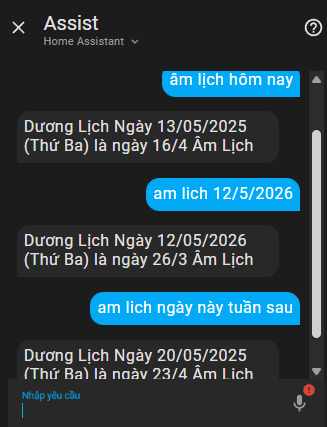 Assist
Home Assistant
âm lịch hôm nay
Dương Lịch Ngày 13/05/2025
(Thứ Ba) là ngày 16/4 Âm Lịch
am lich 12/5/2026
Dương Lịch Ngày 12/05/2026
(Thứ Ba) là ngày 26/3 Âm Lịch
am lich ngày này tuần sau
Dương Lịch Ngày 20/05/2025
(Thứ Ba) là ngày 23/4 Âm Lịch
Nhập yêu cầu